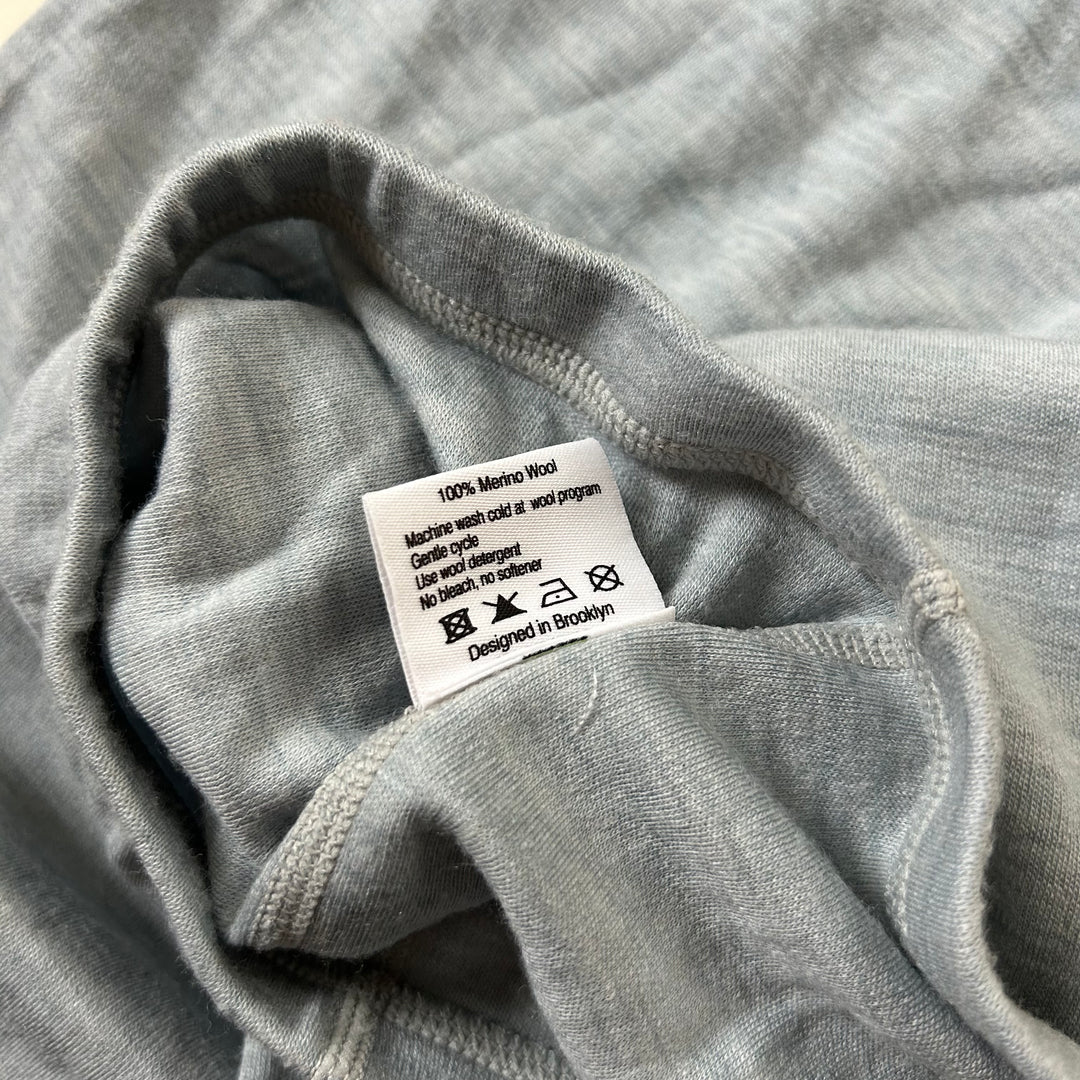 100% Merino Wool
Machine wash cold at wool program
Gentle cycle
Use wool detergent
No bleach, no softener
Designed in Brooklyn